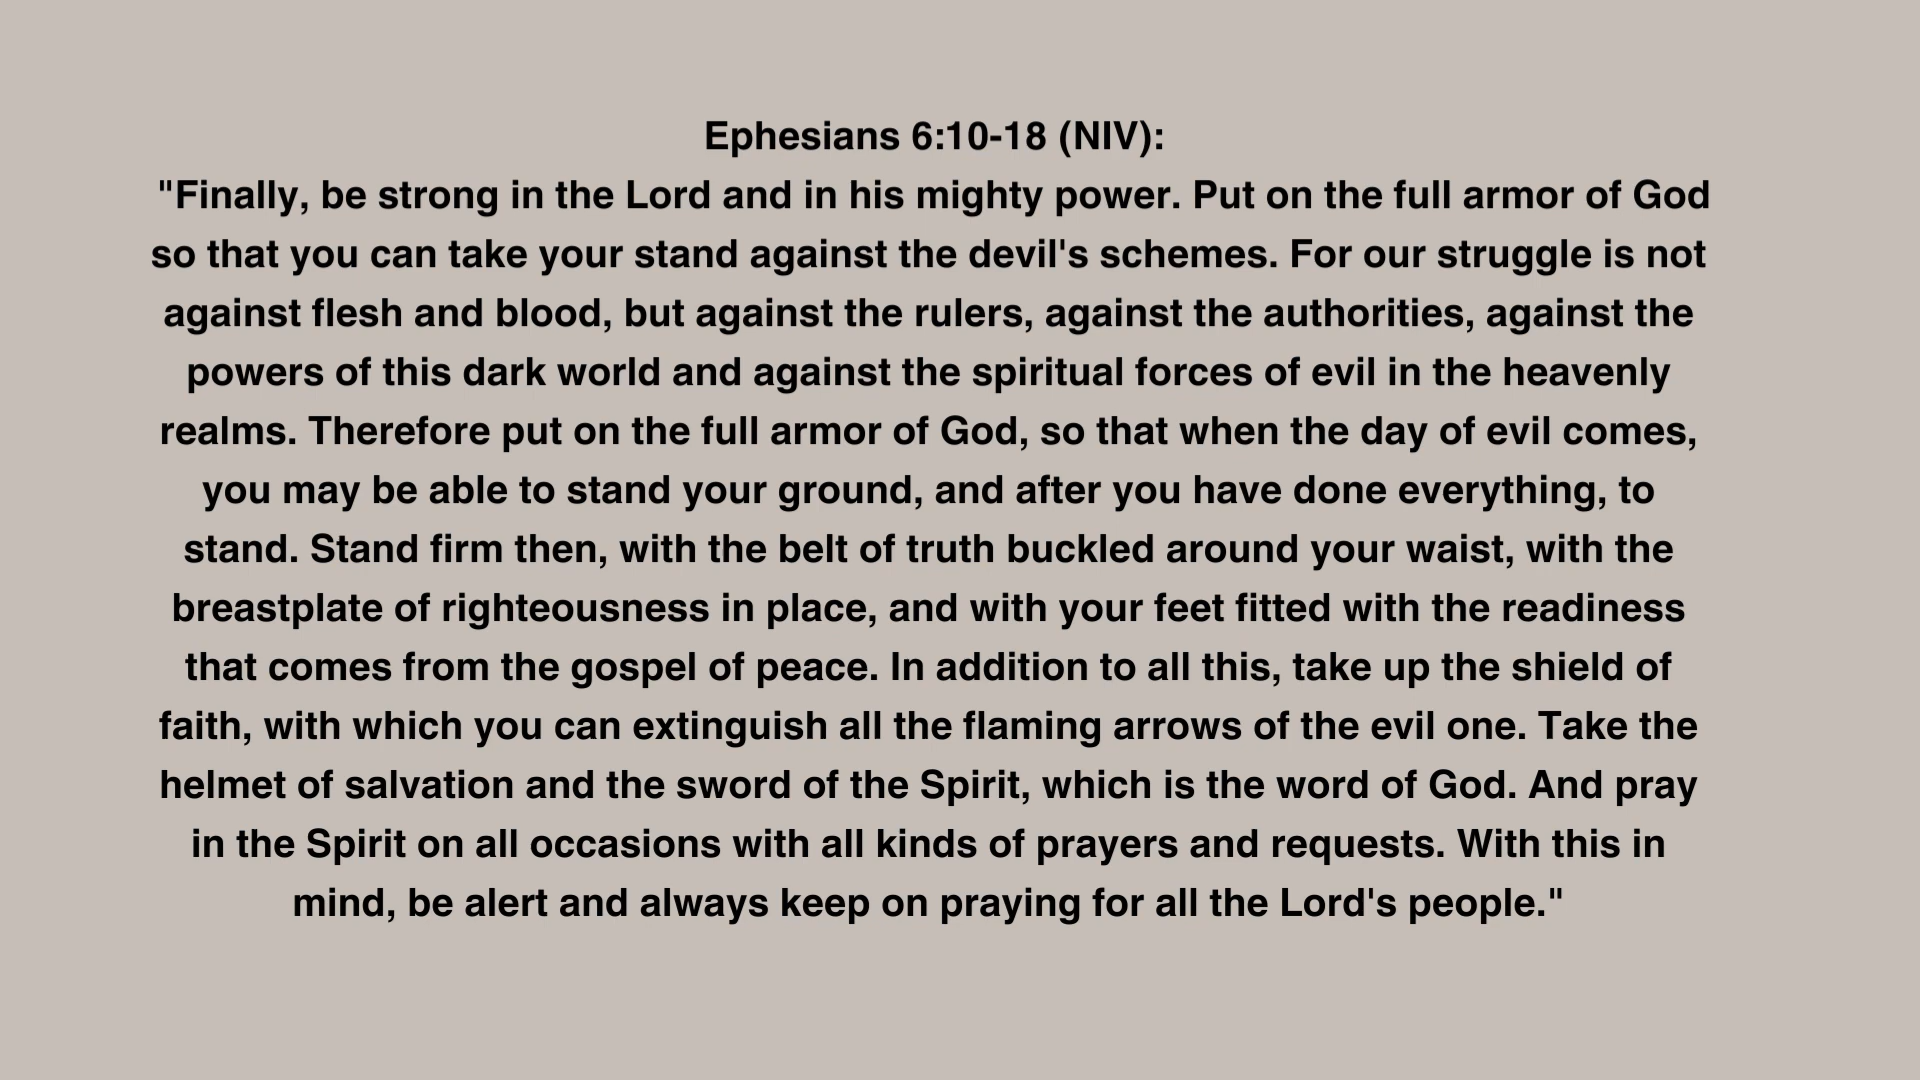 Ephesians 6:10-18 (NIV):
"Finally, be strong in the Lord and in his mighty power. Put on the full armor of God
so that you can take your stand against the devil's schemes. For our struggle is not
against flesh and blood, but against the rulers, against the authorities, against the
powers of this dark world and against the spiritual forces of evil in the heavenly
realms. Therefore put on the full armor of God, so that when the day of evil comes,
you may be able to stand your ground, and after you have done everything, to
stand. Stand firm then, with the belt of truth buckled around your waist, with the
breastplate of righteousness in place, and with your feet fitted with the readiness
that comes from the gospel of peace. In addition to all this, take up the shield of
faith, with which you can extinguish all the flaming arrows of the evil one. Take the
helmet of salvation and the sword of the Spirit, which is the word of God. And pray
in the Spirit on all occasions with all kinds of prayers and requests. With this in
mind, be alert and always keep on praying for all the Lord's people."